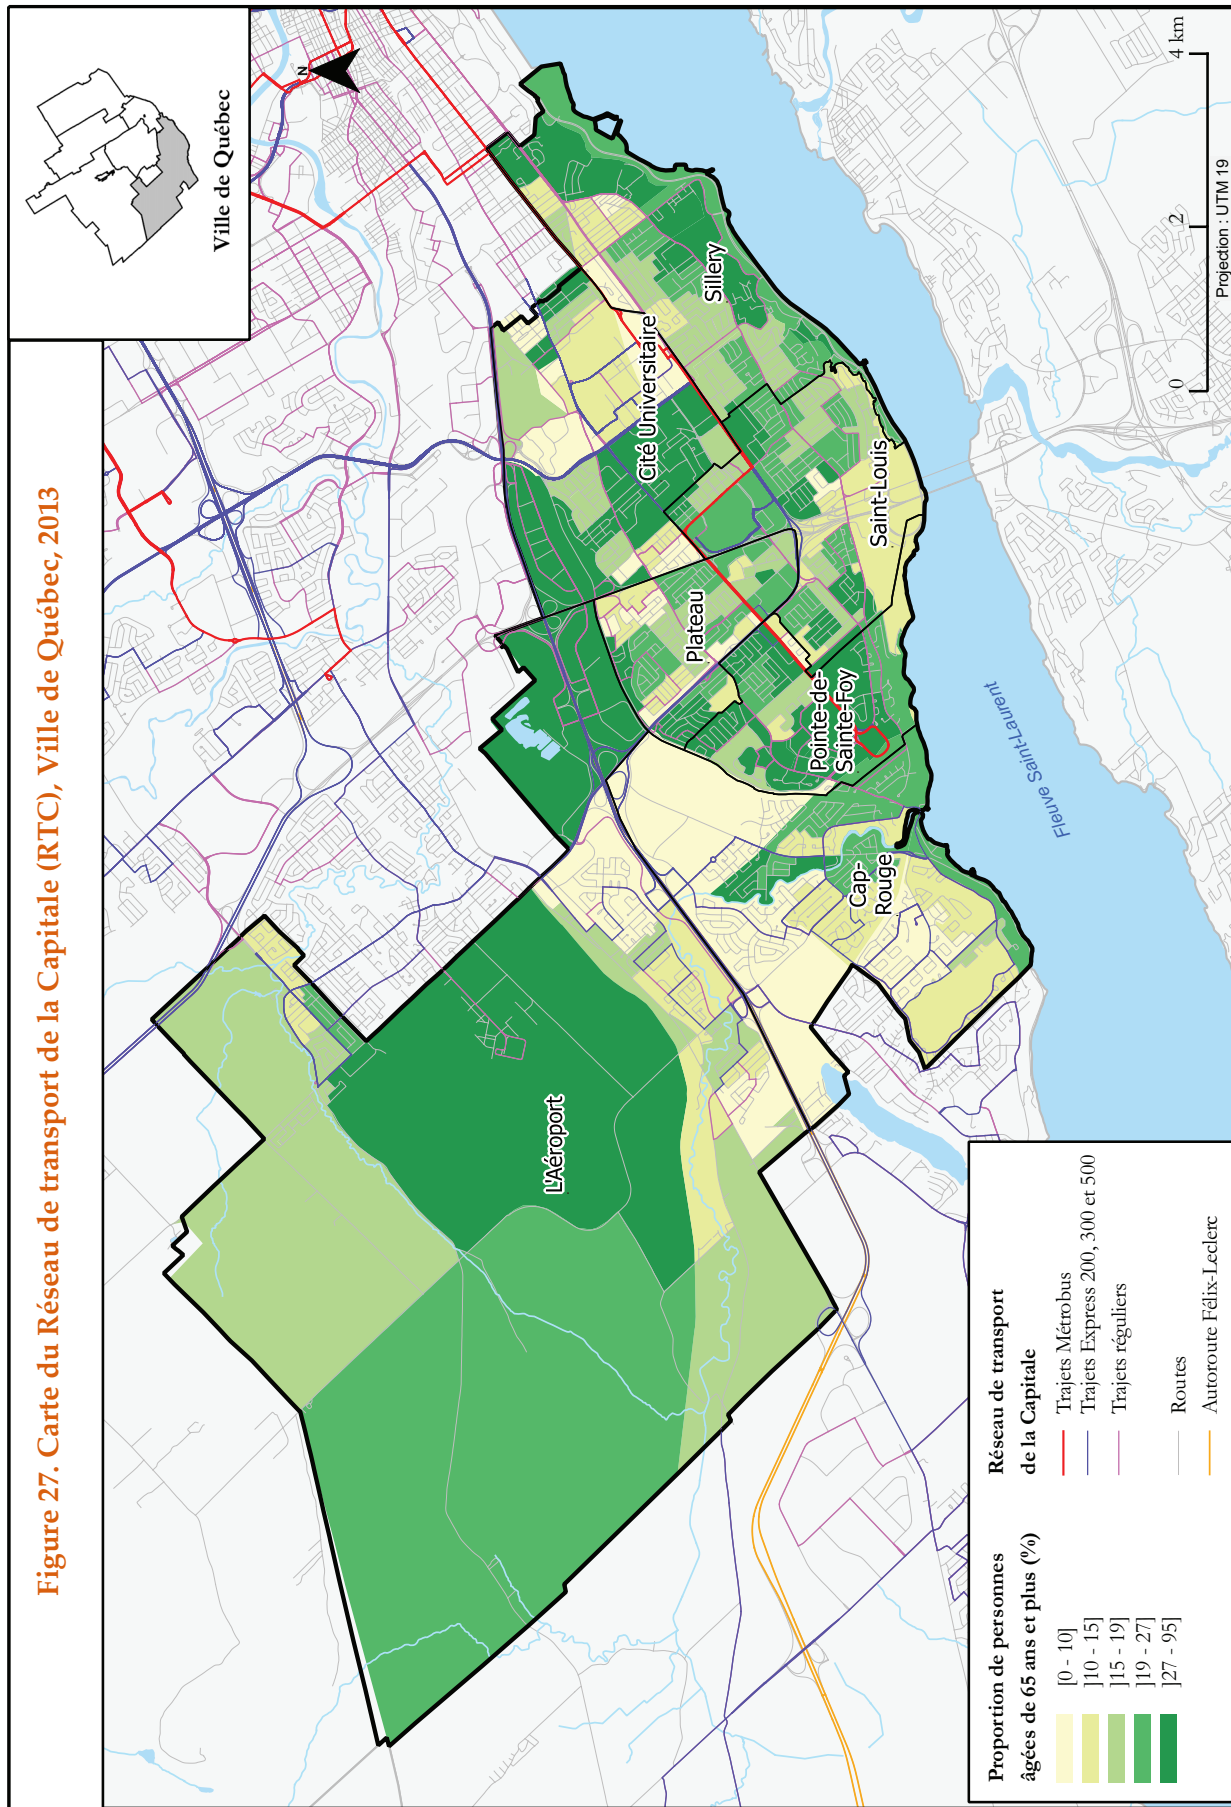 Figure 27. Carte du Réseau de transport de la Capitale (RTC), Ville de Québec, 2013
Ville de Québec
N
L'Aéroport
Cap-
Rouge
Pointe-de-
Sainte-Foy
Plateau
Cité Universitaire
Saint-Louis
Sillery
Fleuve Saint-Laurent
Proportion de personnes
âgées de 65 ans et plus (%)
[0 - 10]
]10 - 15]
]15 - 19]
]19 - 27]
]27 - 95]
Réseau de transport
de la Capitale
Trajets Métrobus
Trajets Express 200, 300 et 500
Trajets réguliers
Routes
Autoroute Félix-Leclerc
0 2 4 km
Projection : UTM 19